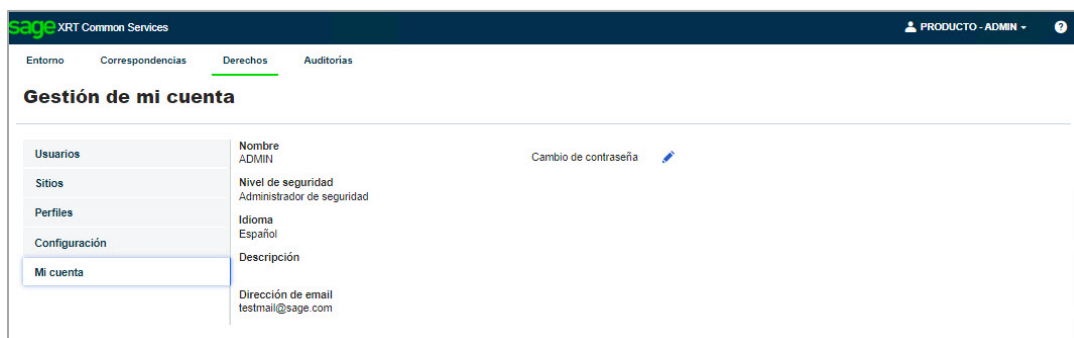 sage XRT Common Services
PRODUCTO - ADMIN
?
Entorno Correspondencias Derechos Auditorias
Gestión de mi cuenta
Usuarios
Sitios
Perfiles
Configuración
Mi cuenta
Nombre
ADMIN
Nivel de seguridad
Administrador de seguridad
Idioma
Español
Descripción
Dirección de email
testmail@sage.com
Cambio de contraseña